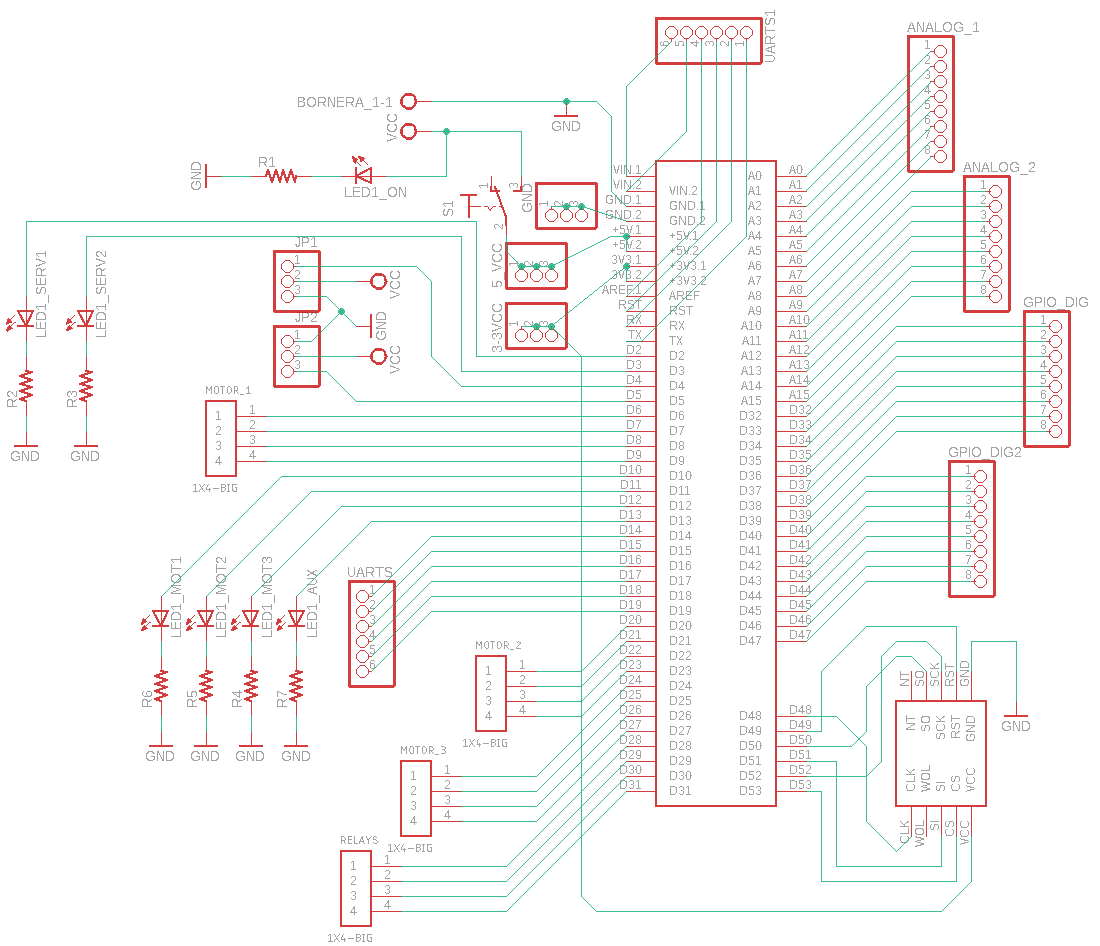 UARTS1
6 5 4 3 2 1
ANALOG_1
1
2
3
4
5
6
7
8
BORNERA_1-1
VCC
GND
GND
R1
LED1_ON
S1
1
3
2
GND
1 2 3
5 VCC
1 2 3
3-3VCC
1 2 3
ANALOG_2
1
2
3
4
5
6
7
8
GPIO_DIG
1
2
3
4
5
6
7
8
GPIO_DIG2
1
2
3
4
5
6
7
8
LED1_SERV1
LED1_SERV2
R2
R3
GND
GND
JP1
1
2
3
VCC
GND
JP2
1
2
3
VCC
MOTOR_1
1 1
2 2
3 3
4 4
1X4-BIG
VIN.1
VIN.2
GND.1
GND.2
+5V.1
+5V.2
3V3.1
3V3.2
AREF1
RST
RX
TX
D2
D3
D4
D5
D6
D7
D8
D9
D10
D11
D12
D13
D14
D15
D16
D17
D18
D19
D20
D21
D22
D23
D24
D25
D26
D27
D28
D29
D30
D31
VIN.2
GND.1
GND.2
+5V.1
+5V.2
+3V3.1
+3V3.2
AREF
RST
RX
TX
D2
D3
D4
D5
D6
D7
D8
D9
D10
D11
D12
D13
D14
D15
D16
D17
D18
D19
D20
D21
D22
D23
D24
D25
D26
D27
D28
D29
D30
D31
A0 A0
A1 A1
A2 A2
A3 A3
A4 A4
A5 A5
A6 A6
A7 A7
A8 A8
A9 A9
A10 A10
A11 A11
A12 A12
A13 A13
A14 A14
A15 A15
D32 D32
D33 D33
D34 D34
D35 D35
D36 D36
D37 D37
D38 D38
D39 D39
D40 D40
D41 D41
D42 D42
D43 D43
D44 D44
D45 D45
D46 D46
D47 D47
D48 D48
D49 D49
D50 D50
D51 D51
D52 D52
D53 D53
LED1_MOT1
LED1_MOT2
LED1_MOT3
LED1_AUX
R6
R5
R4
R7
GND
GND
GND
GND
UARTS
1
2
3
4
5
6
MOTOR_2
1 1
2 2
3 3
4 4
1X4-BIG
MOTOR_3
1 1
2 2
3 3
4 4
1X4-BIG
RELAYS
1 1
2 2
3 3
4 4
1X4-BIG
NT SO SCK RST GND
NT SO SCK RST GND
CLK WOL SI CS VCC
CLK WOL SI CS VCC
GND